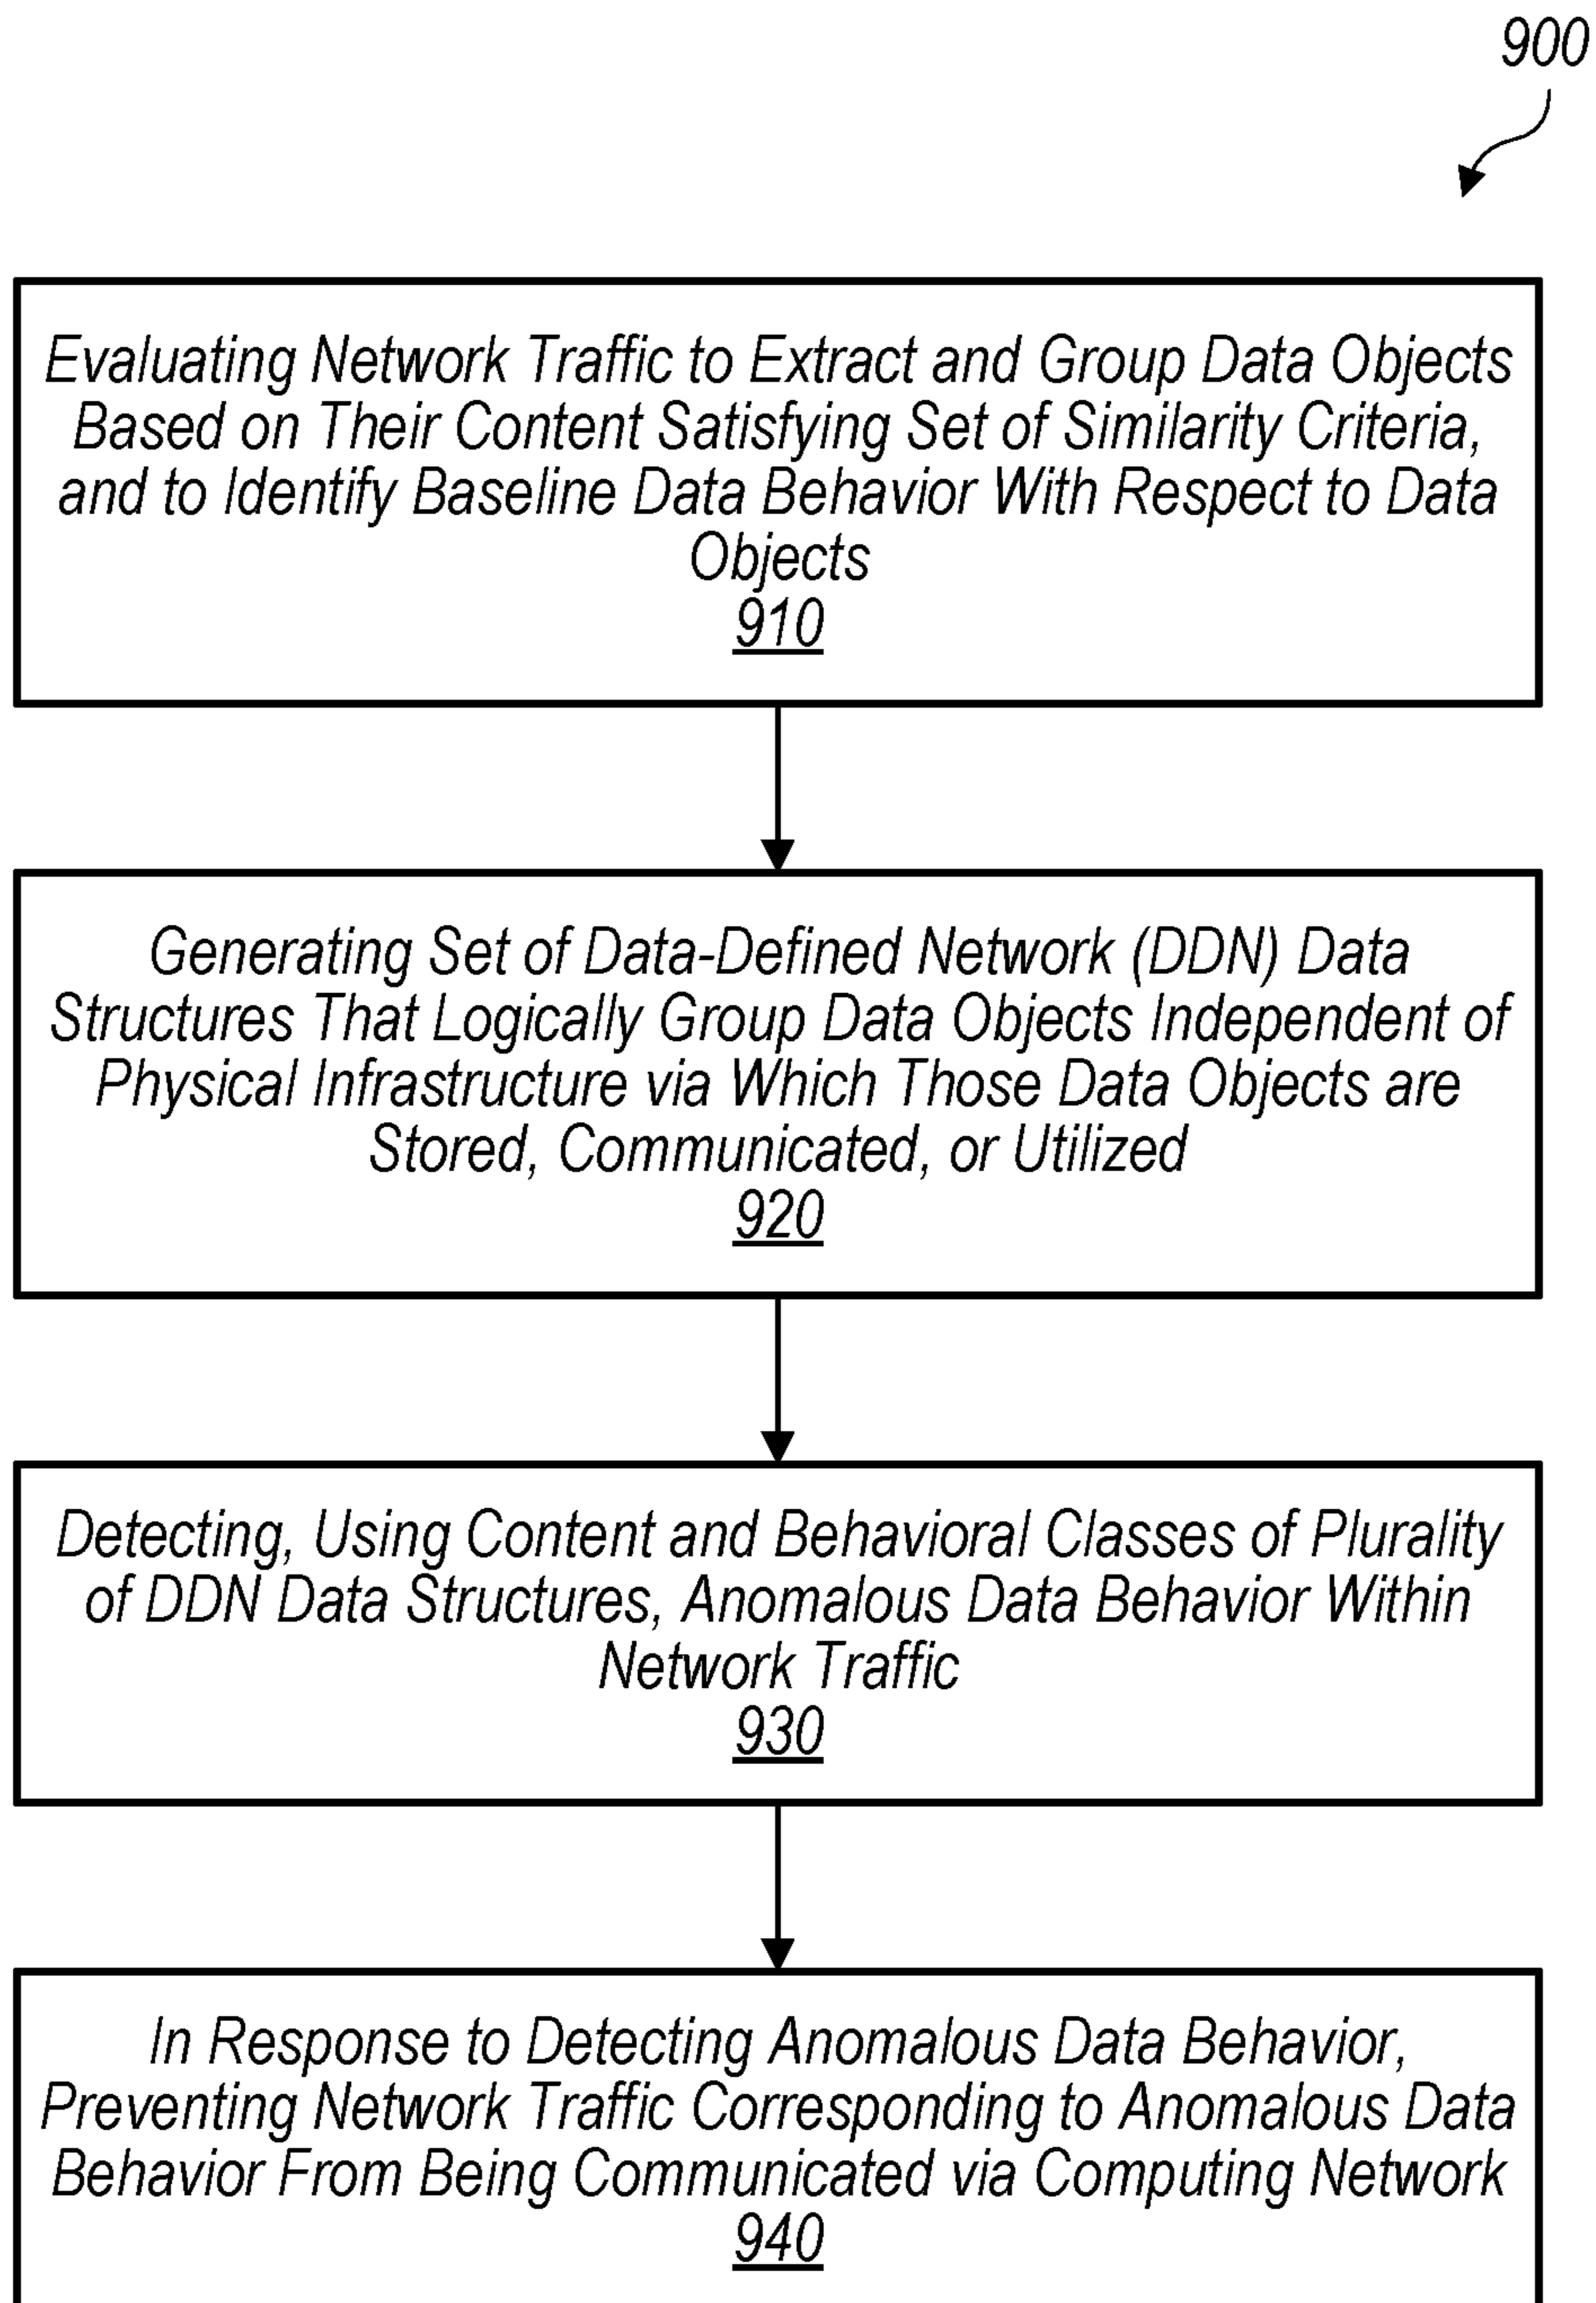 900
Evaluating Network Traffic to Extract and Group Data Objects
Based on Their Content Satisfying Set of Similarity Criteria,
and to Identify Baseline Data Behavior With Respect to Data
Objects
910
Generating Set of Data-Defined Network (DDN) Data
Structures That Logically Group Data Objects Independent of
Physical Infrastructure via Which Those Data Objects are
Stored, Communicated, or Utilized
920
Detecting, Using Content and Behavioral Classes of Plurality
of DDN Data Structures, Anomalous Data Behavior Within
Network Traffic
930
In Response to Detecting Anomalous Data Behavior,
Preventing Network Traffic Corresponding to Anomalous Data
Behavior From Being Communicated via Computing Network
940